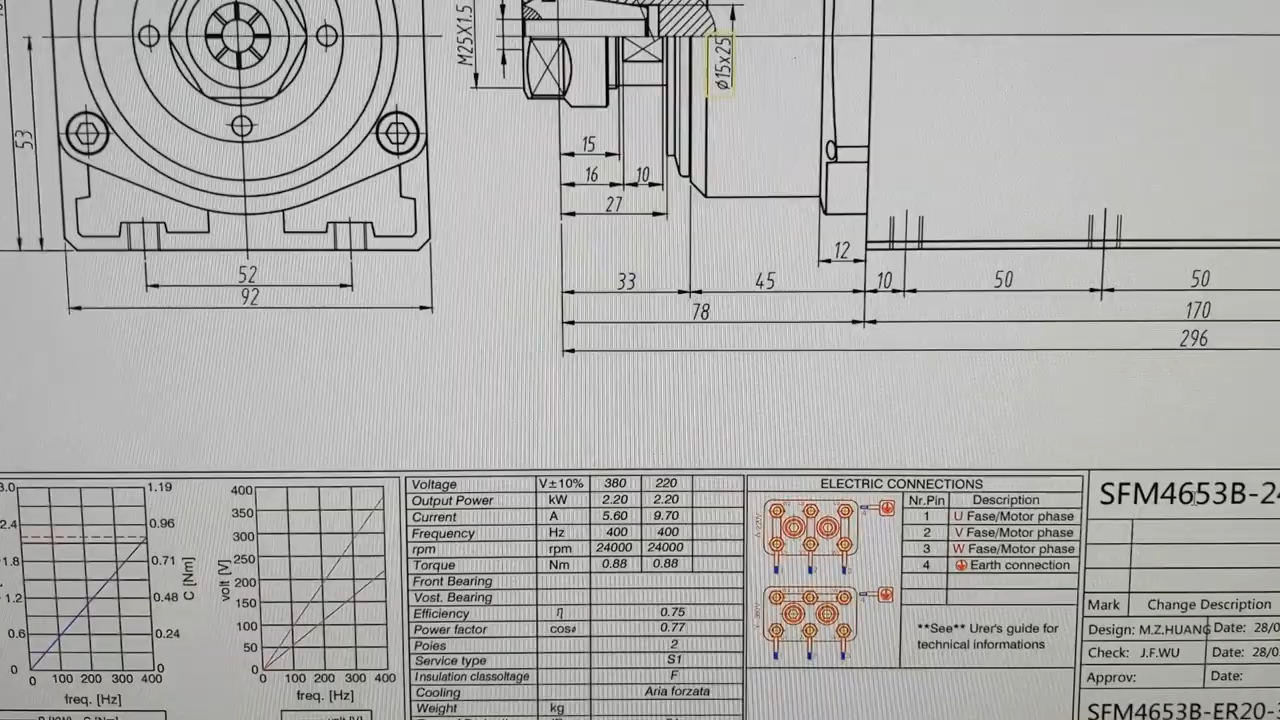 M25X1.5
ø15x25
53
15
16 10
27
12
52
92
33 45 10 50 50
78 170
296
3.0 1.19
2.4 0.96
1.8 0.71
1.2 0.48
0.6 0.24
0 0
C [Nm]
0 100 200 300 400
freq. [Hz]
400
350
300
250
200
150
100
50
0
volt [V]
0 100 200 300 400
freq. [Hz]
Voltage V±10% 380 220
Output Power kW 2.20 2.20
Current A 5.60 9.70
Frequency Hz 400 400
rpm rpm 24000 24000
Torque Nm 0.88 0.88
Front Bearing
Vost. Bearing
Efficiency η 0.75
Power factor cosø 0.77
Poies 2
Service type S1
Insulation classoltage F
Cooling Aria forzata
Weight kg
ELECTRIC CONNECTIONS
Nr.Pin Description
1 U Fase/Motor phase
2 V Fase/Motor phase
3 W Fase/Motor phase
4 Earth connection
**See** Urer's guide for
technical informations
SFM4653B-24
Mark Change Description
Design: M.Z.HUANG Date: 28/0
Check: J.F.WU Date: 28/0
Approv: Date:
SFM4653B-ER20-